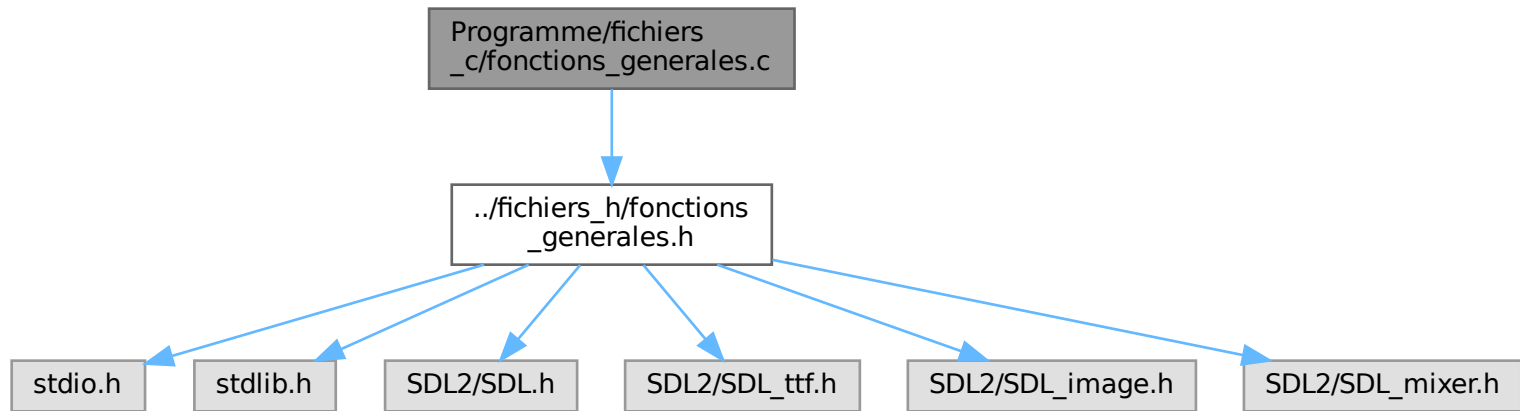 Programme/fichiers
_c/fonctions_generales.c
../fichiers_h/fonctions
_generales.h
stdio.h
stdlib.h
SDL2/SDL.h
SDL2/SDL_ttf.h
SDL2/SDL_image.h
SDL2/SDL_mixer.h